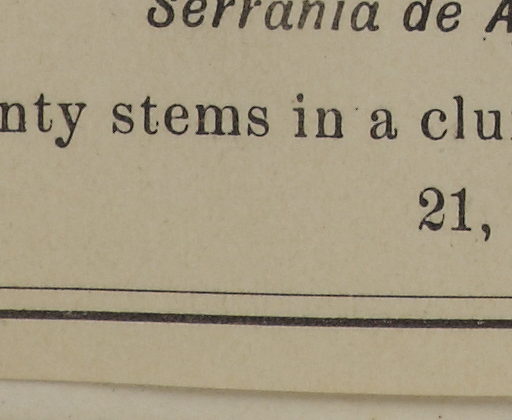 Serranía de A
nty stems in a clu
21,